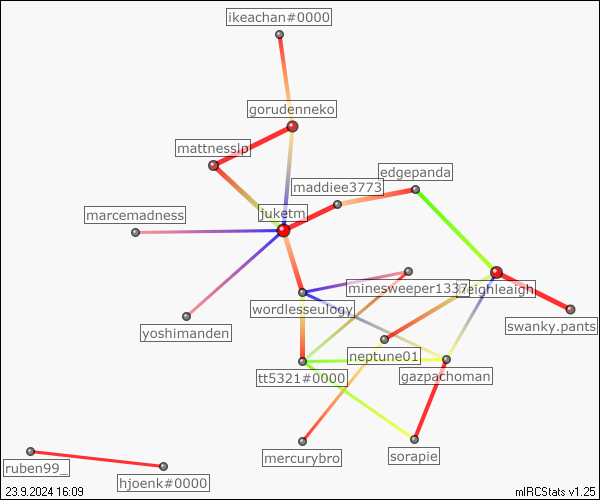 ikeachan#0000
gorudenneko
mattnesslp
edgepanda
maddiee3773
marcemadness
juketm
minesweeper1337
eighleaigh
wordlesseulogy
swanky.pants
yoshimanden
neptune01
tt5321#0000
gazpachoman
mercurybro
sorapie
ruben99_
hjoenk#0000
23.9.2024 16:09
mIRCStats v1.25